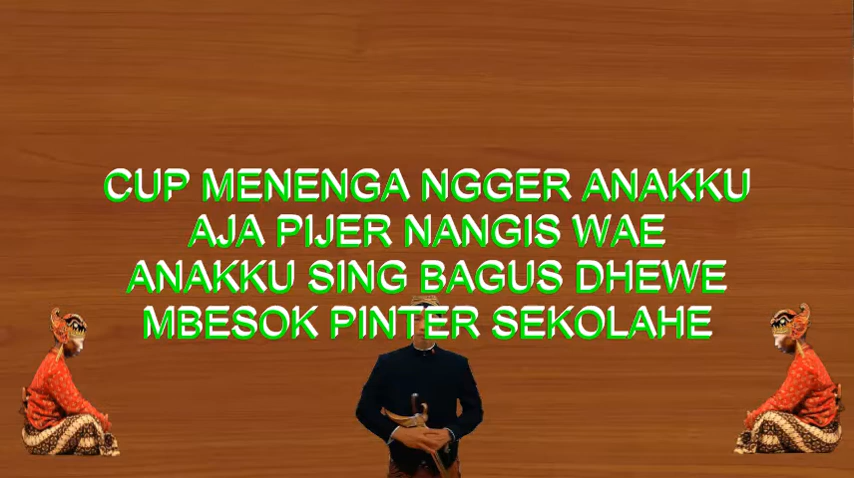 CUP MENENGA NGGER ANAKKU
AJA PIJER NANGIS WAE
ANAKKU SING BAGUS DHEWE
MBESOK PINTER SEKOLAHE